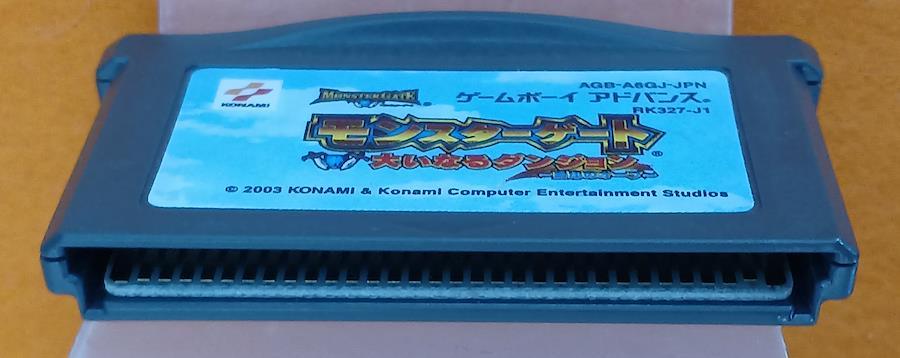 KONAMI
MONSTER GATE
AGB-A6GJ-JPN
ゲームボーイ アドバンス®
RK327-J1
モンスターゲート®
大いなるダンジョン
© 2003 KONAMI & Konami Computer Entertainment Studios